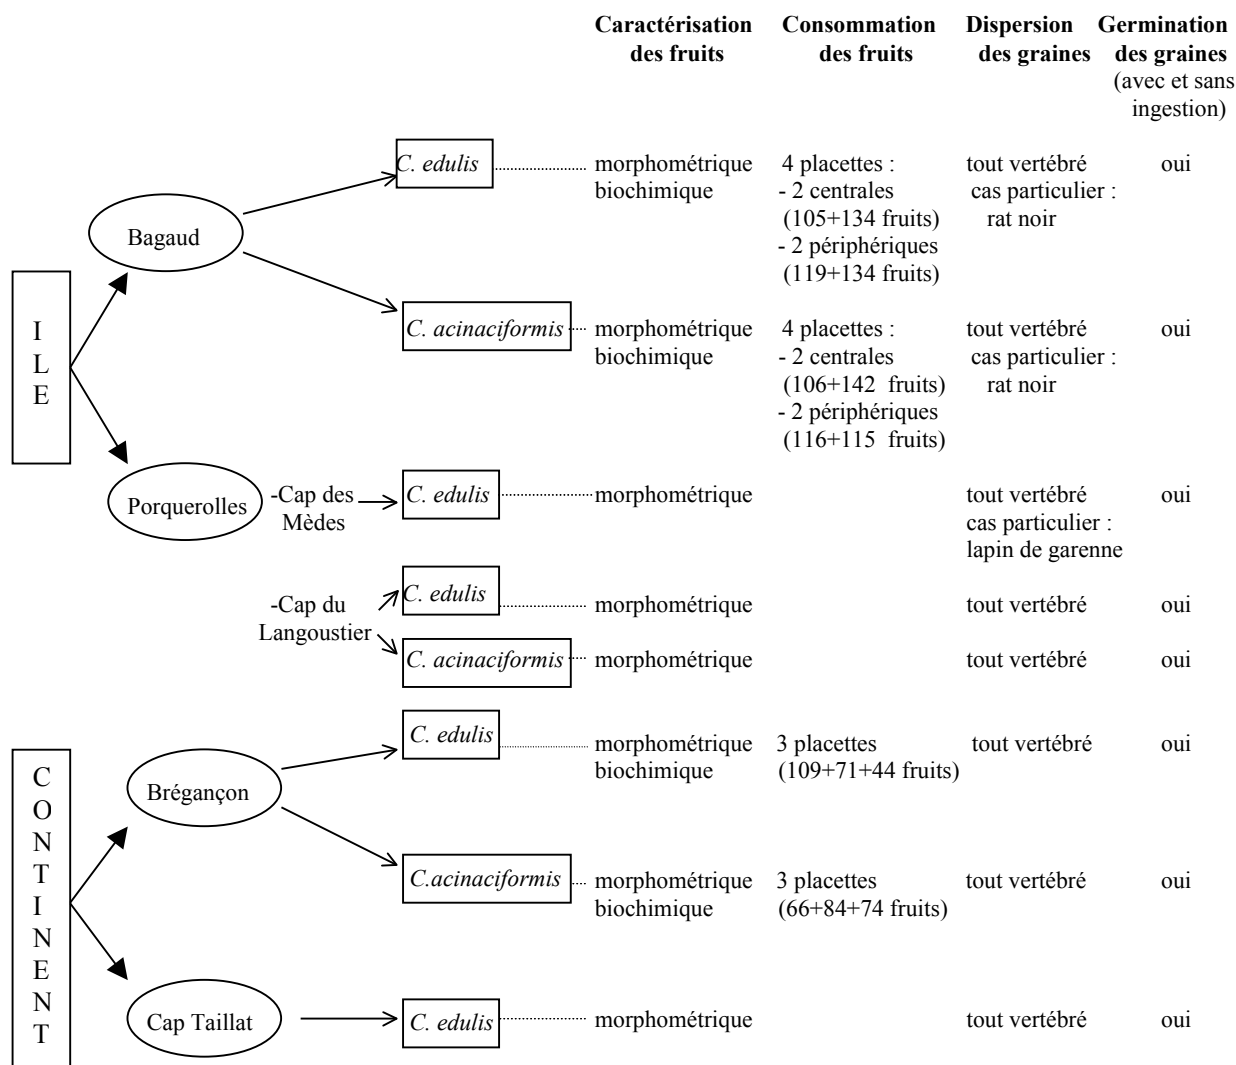 Caractérisation des fruits
Consommation des fruits
Dispersion des graines
Germination des graines
(avec et sans ingestion)
ILE
Bagaud
C. edulis
morphométrique
biochimique
4 placettes :
- 2 centrales
(105+134 fruits)
- 2 périphériques
(119+134 fruits)
tout vertébré
cas particulier :
rat noir
oui
C. acinaciformis
morphométrique
biochimique
4 placettes :
- 2 centrales
(106+142 fruits)
- 2 périphériques
(116+115 fruits)
tout vertébré
cas particulier :
rat noir
oui
Porquerolles
-Cap des
Mèdes
C. edulis
morphométrique
tout vertébré
cas particulier :
lapin de garenne
oui
-Cap du
Langoustier
C. edulis
morphométrique
tout vertébré
oui
C. acinaciformis
morphométrique
tout vertébré
oui
CONTINENT
Brégançon
C. edulis
morphométrique
biochimique
3 placettes
(109+71+44 fruits)
tout vertébré
oui
C.acinaciformis
morphométrique
biochimique
3 placettes
(66+84+74 fruits)
tout vertébré
oui
Cap Taillat
C. edulis
morphométrique
tout vertébré
oui